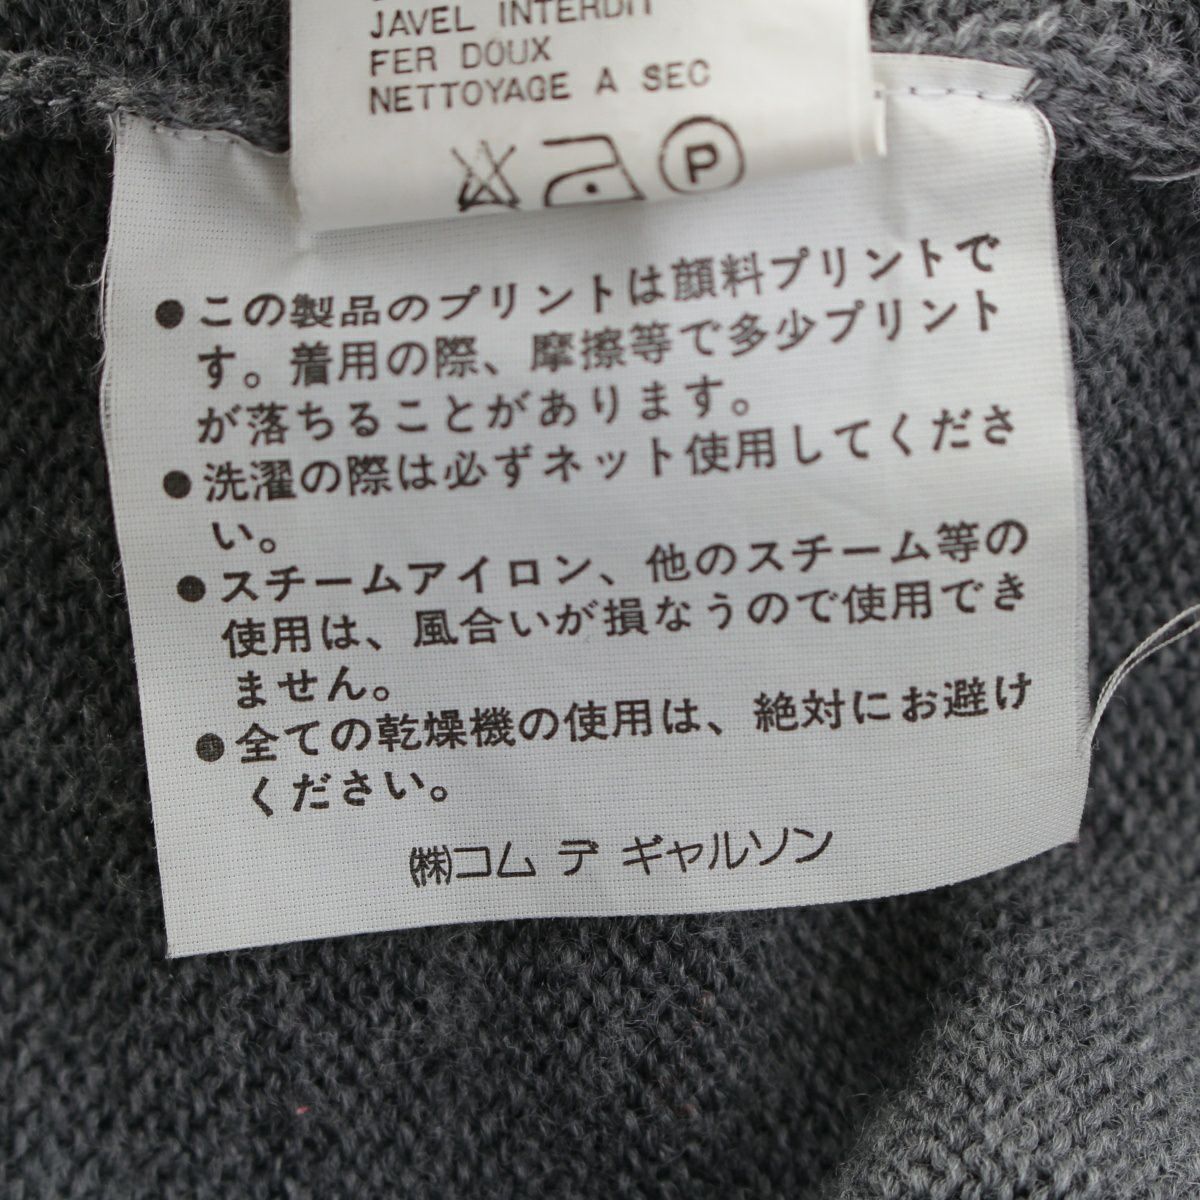 JAVEL INTERDIT
FER DOUX
NETTOYAGE A SEC
P
●この製品のプリントは顔料プリントで
す。着用の際、摩擦等で多少プリント
が落ちることがあります。
●洗濯の際は必ずネット使用してくださ
い。
●スチームアイロン、他のスチーム等の
使用は、風合いが損なうので使用でき
ません。
●全ての乾燥機の使用は、絶対にお避け
ください。
㈱コム デ ギャルソン